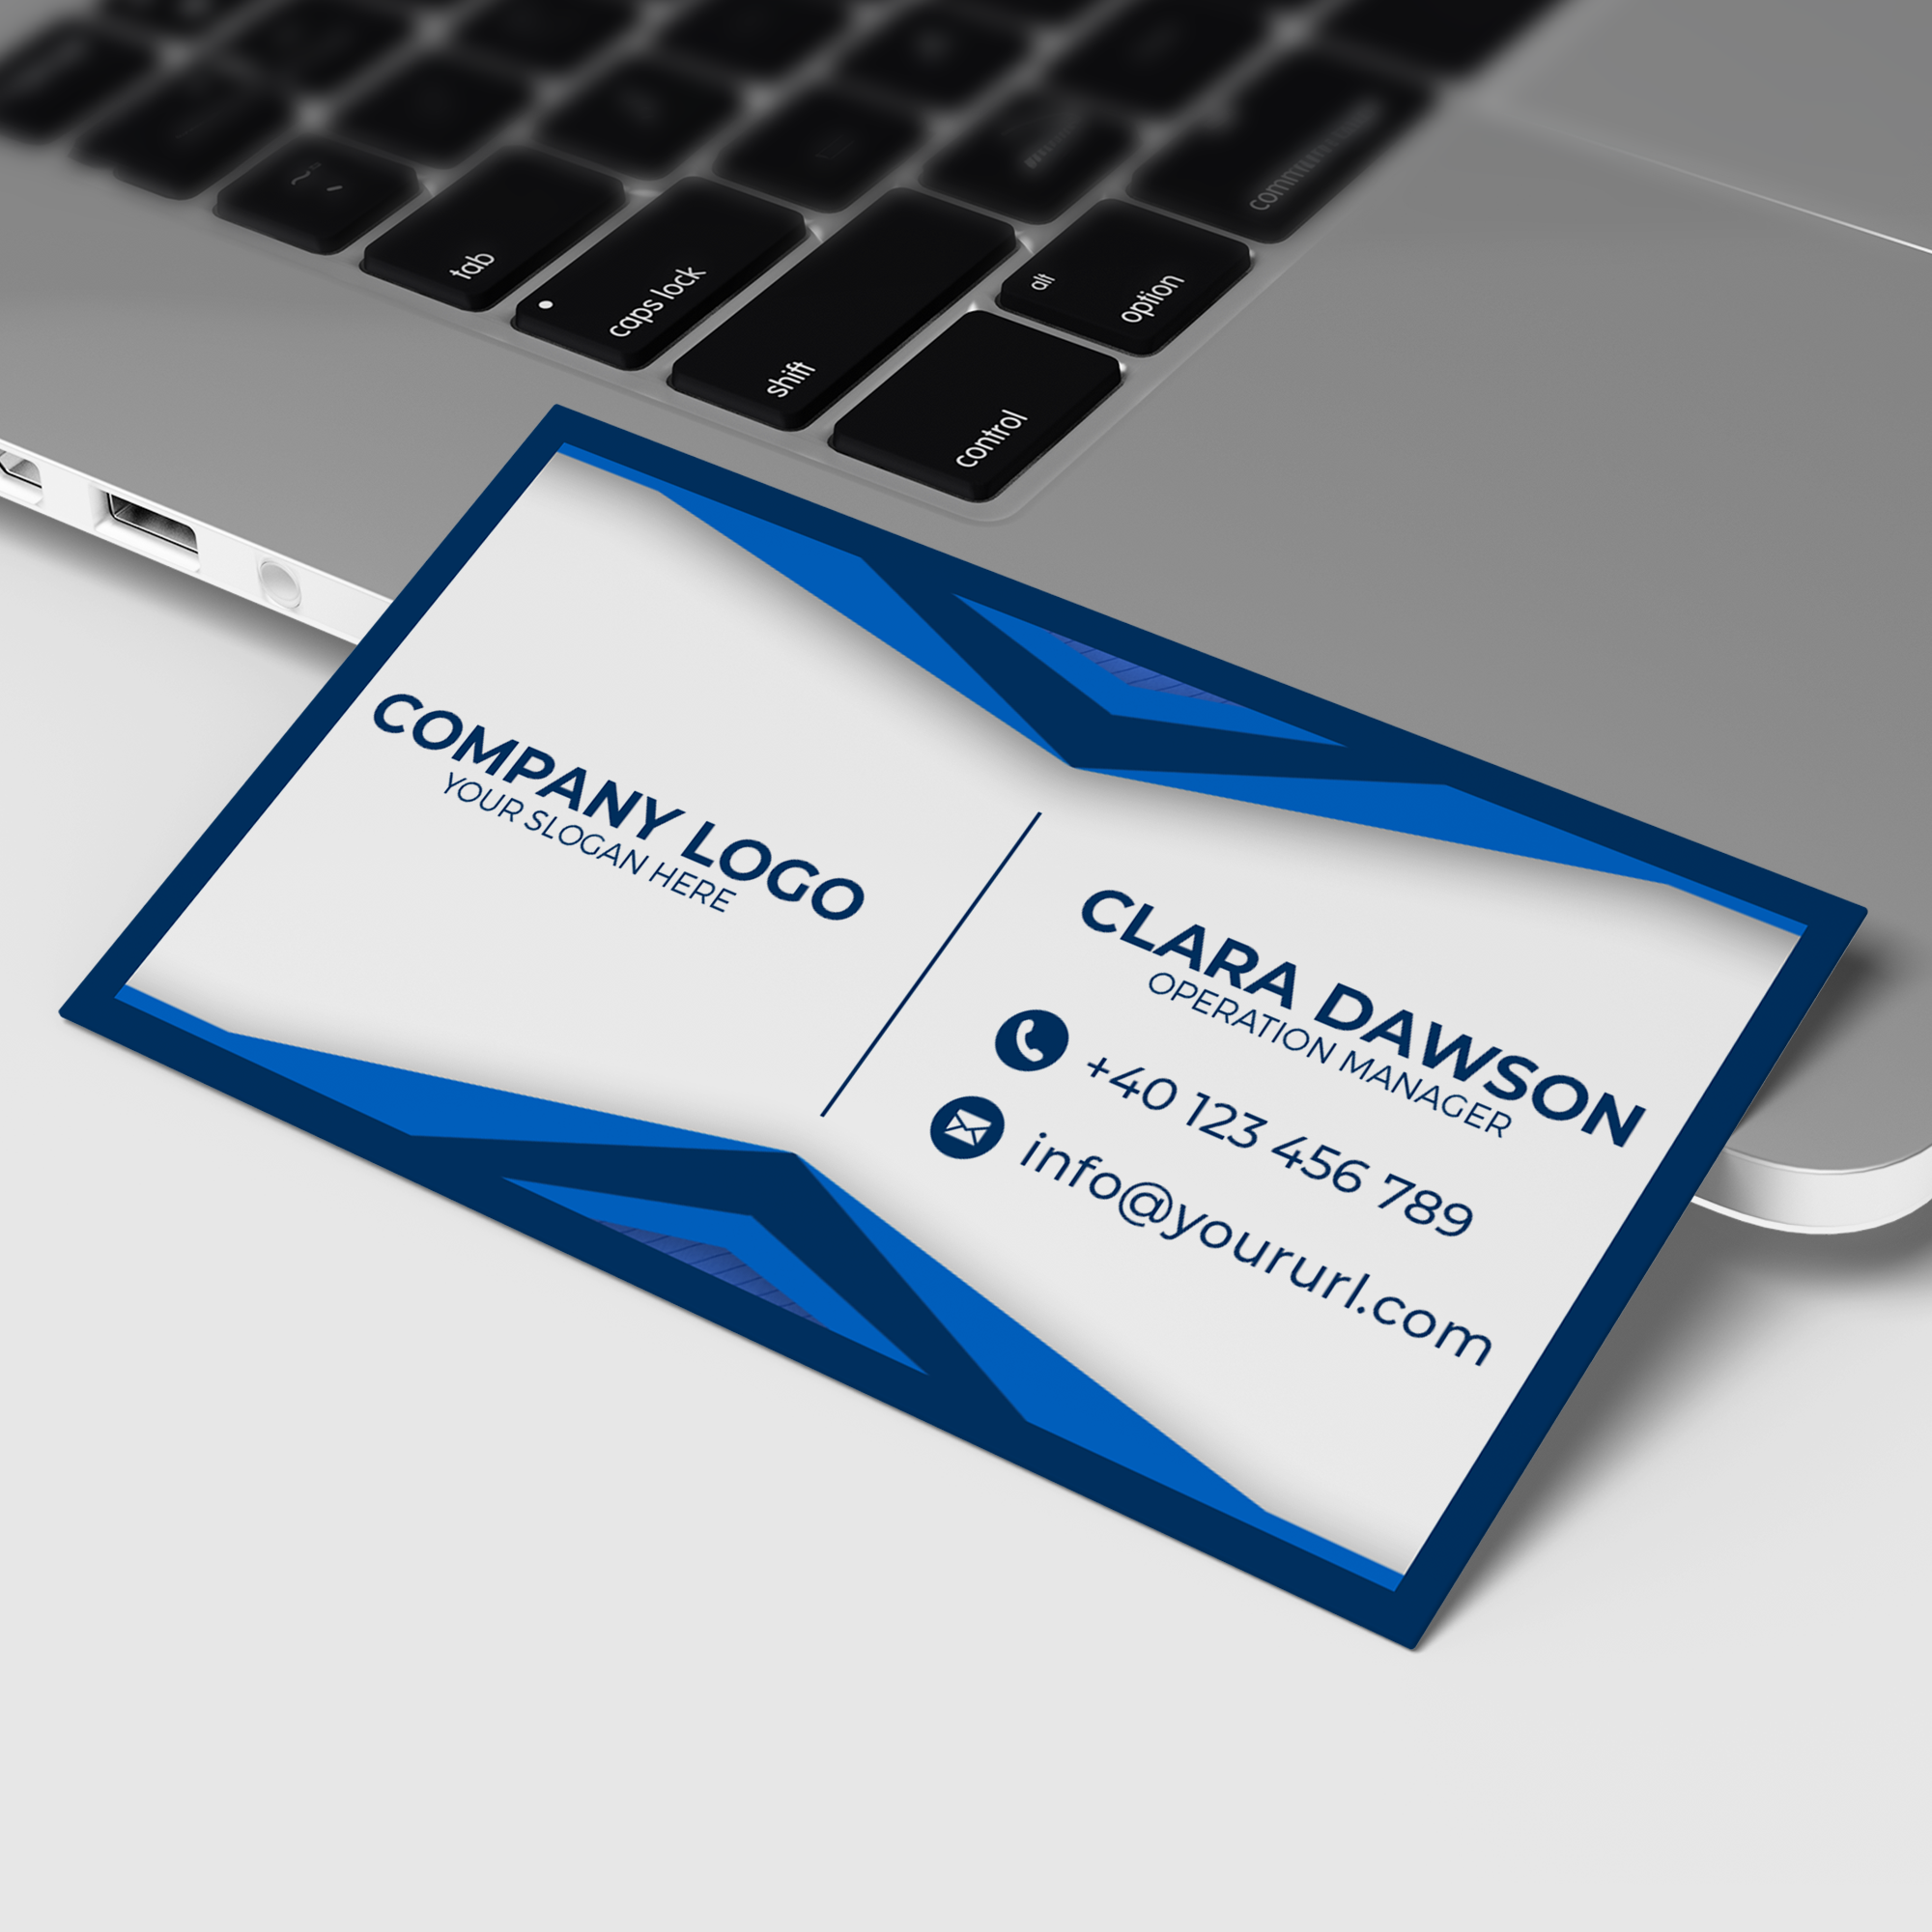 tab
caps lock
shift
control
alt
option
command
COMPANY LOGO
YOUR SLOGAN HERE
CLARA DAWSON
OPERATION MANAGER
+40 123 456 789
info@yoururl.com